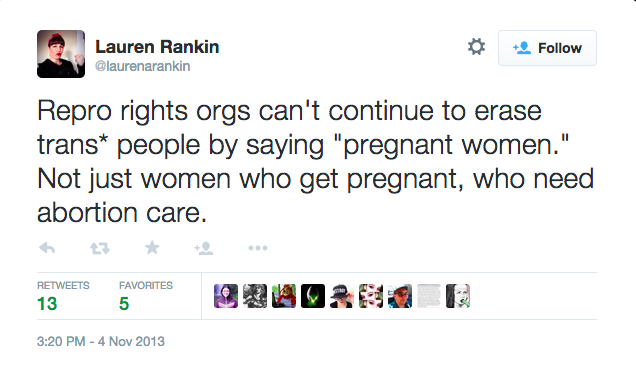 Lauren Rankin
@laurenarankin
Follow
Repro rights orgs can't continue to erase
trans* people by saying "pregnant women."
Not just women who get pregnant, who need
abortion care.
RETWEETS
FAVORITES
13
5
3:20 PM - 4 Nov 2013